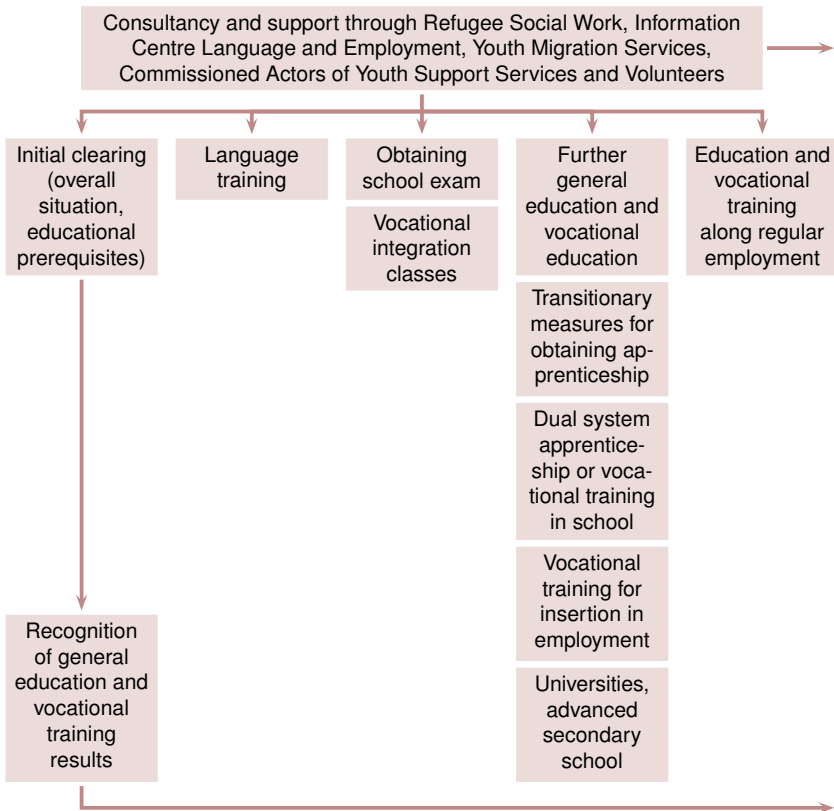 Consultancy and support through Refugee Social Work, Information
Centre Language and Employment, Youth Migration Services,
Commissioned Actors of Youth Support Services and Volunteers
Initial clearing
(overall
situation,
educational
prerequisites)
Language
training
Obtaining
school exam
Vocational
integration
classes
Further
general
education and
vocational
education
Education and
vocational
training
along regular
employment
Transitionary
measures for
obtaining ap-
prenticeship
Dual system
apprentice-
ship or voca-
tional training
in school
Vocational
training for
insertion in
employment
Recognition
of general
education and
vocational
training
results
Universities,
advanced
secondary
school